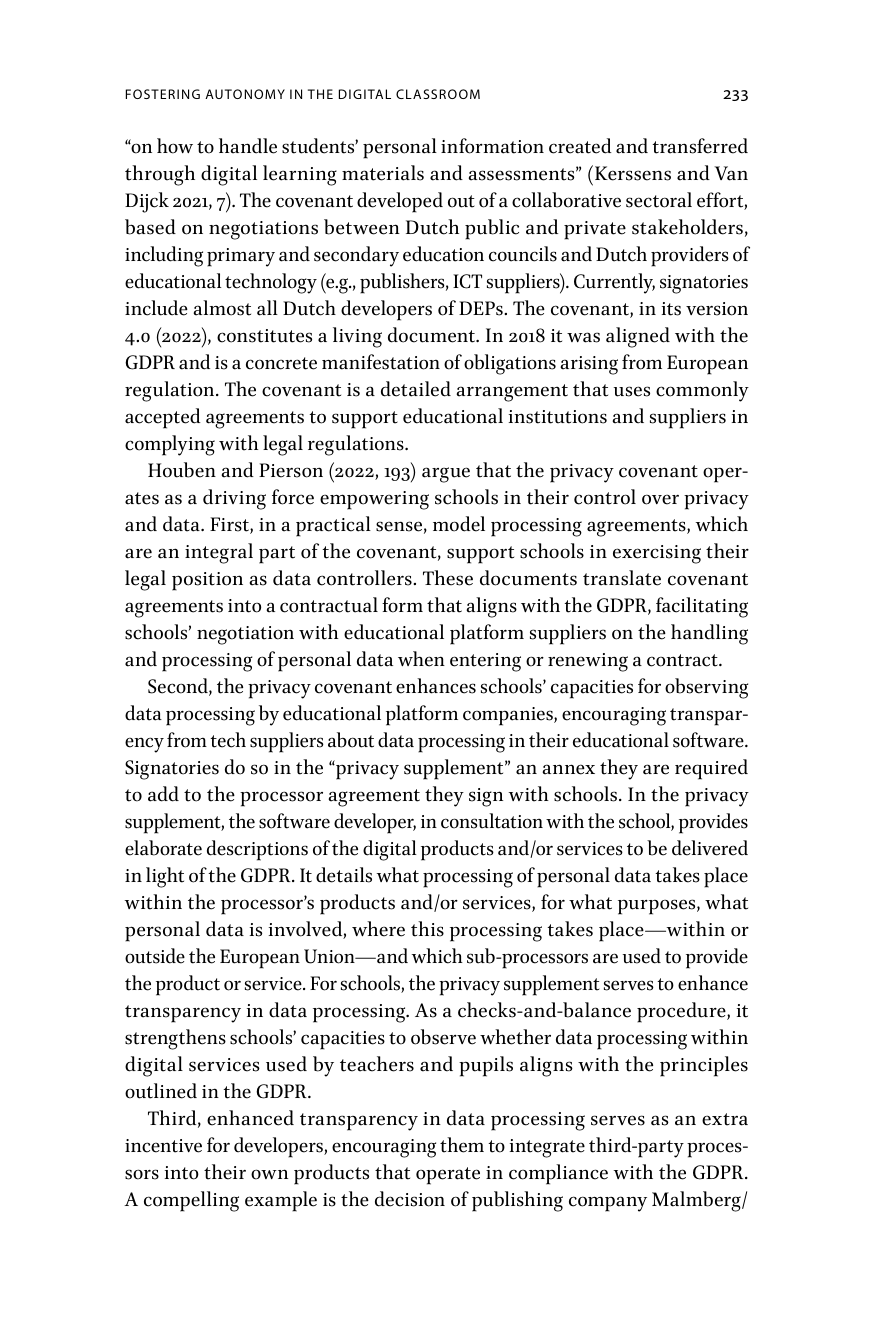 FOSTERING AUTONOMY IN THE DIGITAL CLASSROOM 233
“on how to handle students’ personal information created and transferred
through digital learning materials and assessments” (Kerssens and Van
Dijck 2021, 7). The covenant developed out of a collaborative sectoral effort,
based on negotiations between Dutch public and private stakeholders,
including primary and secondary education councils and Dutch providers of
educational technology (e.g., publishers, ICT suppliers). Currently, signatories
include almost all Dutch developers of DEPs. The covenant, in its version
4.0 (2022), constitutes a living document. In 2018 it was aligned with the
GDPR and is a concrete manifestation of obligations arising from European
regulation. The covenant is a detailed arrangement that uses commonly
accepted agreements to support educational institutions and suppliers in
complying with legal regulations.
Houben and Pierson (2022, 193) argue that the privacy covenant oper-
ates as a driving force empowering schools in their control over privacy
and data. First, in a practical sense, model processing agreements, which
are an integral part of the covenant, support schools in exercising their
legal position as data controllers. These documents translate covenant
agreements into a contractual form that aligns with the GDPR, facilitating
schools’ negotiation with educational platform suppliers on the handling
and processing of personal data when entering or renewing a contract.
Second, the privacy covenant enhances schools’ capacities for observing
data processing by educational platform companies, encouraging transpar-
ency from tech suppliers about data processing in their educational software.
Signatories do so in the “privacy supplement” an annex they are required
to add to the processor agreement they sign with schools. In the privacy
supplement, the software developer, in consultation with the school, provides
elaborate descriptions of the digital products and/or services to be delivered
in light of the GDPR. It details what processing of personal data takes place
within the processor’s products and/or services, for what purposes, what
personal data is involved, where this processing takes place—within or
outside the European Union—and which sub-processors are used to provide
the product or service. For schools, the privacy supplement serves to enhance
transparency in data processing. As a checks-and-balance procedure, it
strengthens schools’ capacities to observe whether data processing within
digital services used by teachers and pupils aligns with the principles
outlined in the GDPR.
Third, enhanced transparency in data processing serves as an extra
incentive for developers, encouraging them to integrate third-party proces-
sors into their own products that operate in compliance with the GDPR.
A compelling example is the decision of publishing company Malmberg/